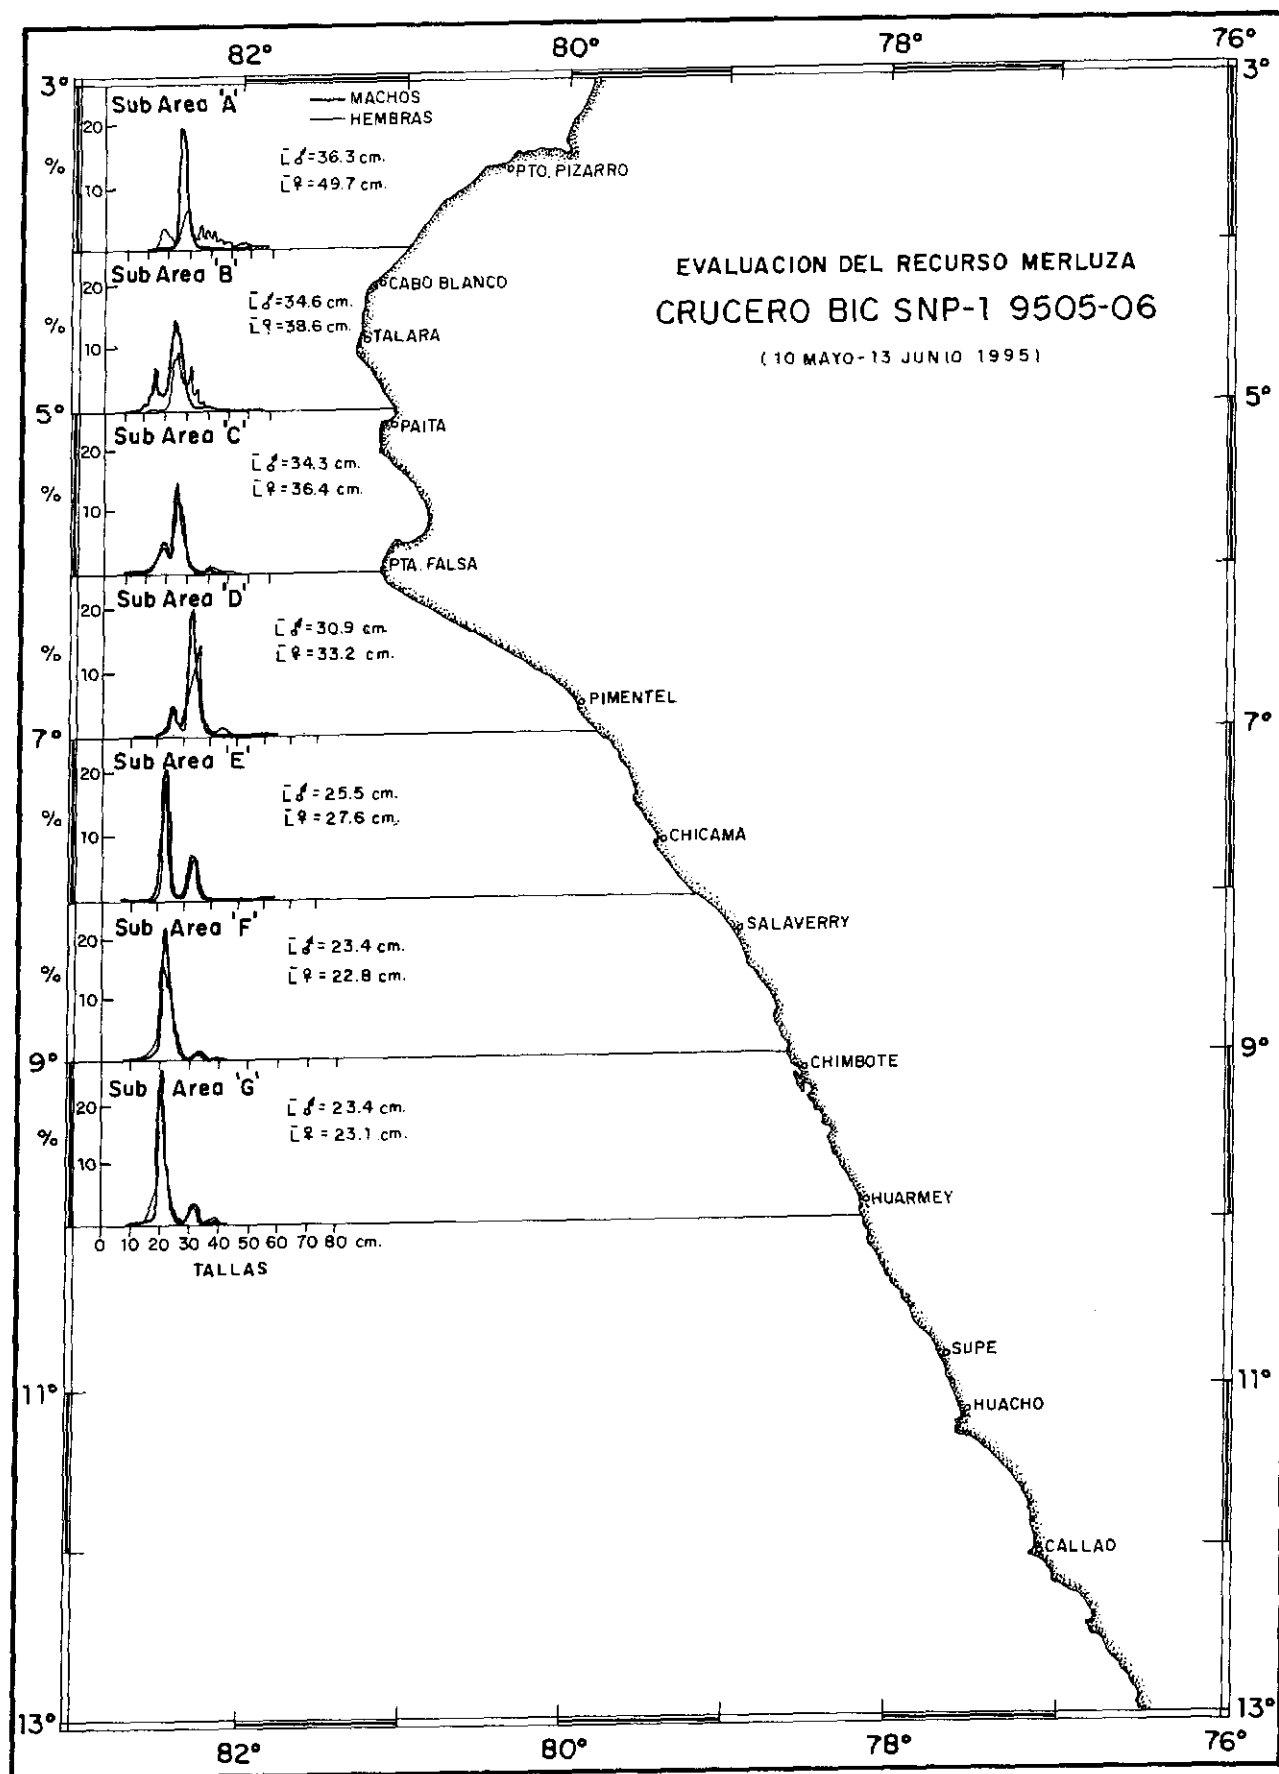 82° 80° 78° 76°
3° 3°
Sub Area 'A'
MACHOS
HEMBRAS
20
%
10
L̄♂=36.3 cm.
L̄♀=49.7 cm.
PTO. PIZARRO
Sub Area 'B'
20
%
10
L̄♂=34.6 cm.
L̄♀=38.6 cm.
CABO BLANCO
TALARA
EVALUACION DEL RECURSO MERLUZA
CRUCERO BIC SNP-1 9505-06
(10 MAYO-13 JUNIO 1995)
5° 5°
Sub Area 'C'
20
%
10
L̄♂=34.3 cm.
L̄♀=36.4 cm.
PAITA
PTA. FALSA
Sub Area 'D'
20
%
10
L̄♂=30.9 cm.
L̄♀=33.2 cm.
PIMENTEL
7° 7°
Sub Area 'E'
20
%
10
L̄♂=25.5 cm.
L̄♀=27.6 cm.
CHICAMA
SALAVERRY
Sub Area 'F'
20
%
10
L̄♂=23.4 cm.
L̄♀=22.8 cm.
9° 9°
CHIMBOTE
Sub Area 'G'
20
%
10
L̄♂=23.4 cm.
L̄♀=23.1 cm.
HUARMEY
0 10 20 30 40 50 60 70 80 cm.
TALLAS
SUPE
11° 11°
HUACHO
CALLAO
13° 13°
82° 80° 78° 76°